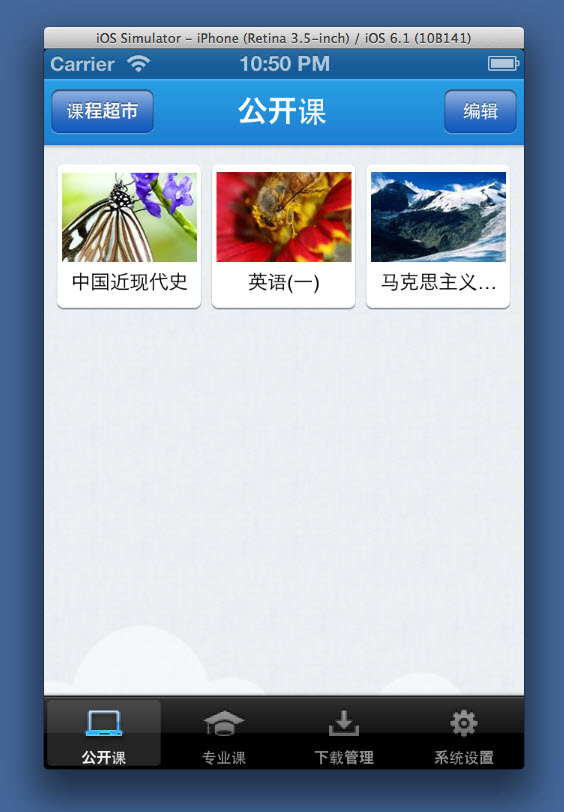 iOS Simulator - iPhone (Retina 3.5-inch) / iOS 6.1 (10B141)
Carrier 10:50 PM
课程超市 公开课 编辑
中国近现代史 英语(一) 马克思主义...
公开课 专业课 下载管理 系统设置